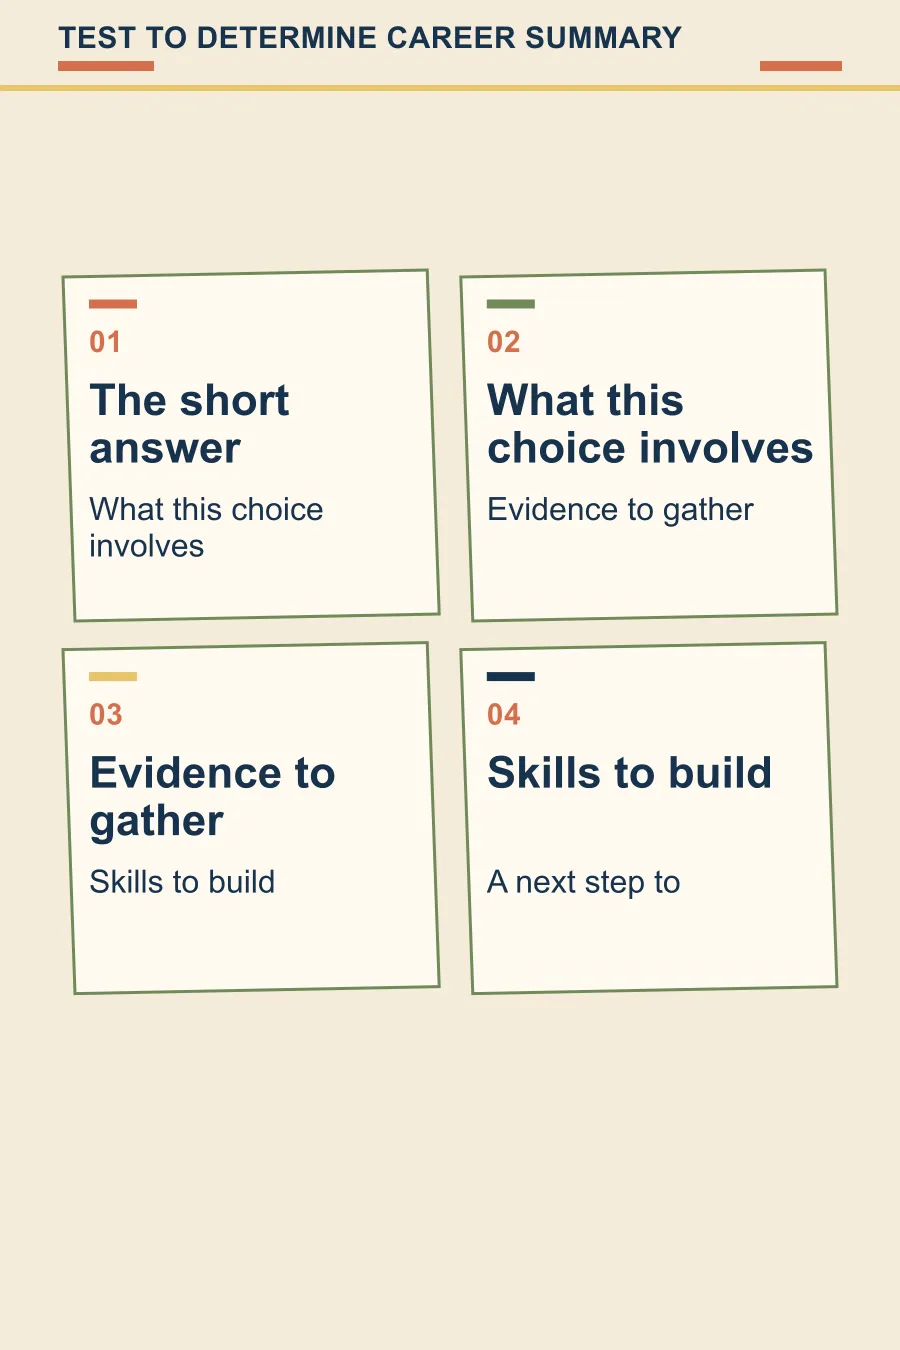 TEST TO DETERMINE CAREER SUMMARY
01
The short
answer
What this choice
involves
02
What this
choice involves
Evidence to gather
03
Evidence to
gather
Skills to build
04
Skills to build
A next step to